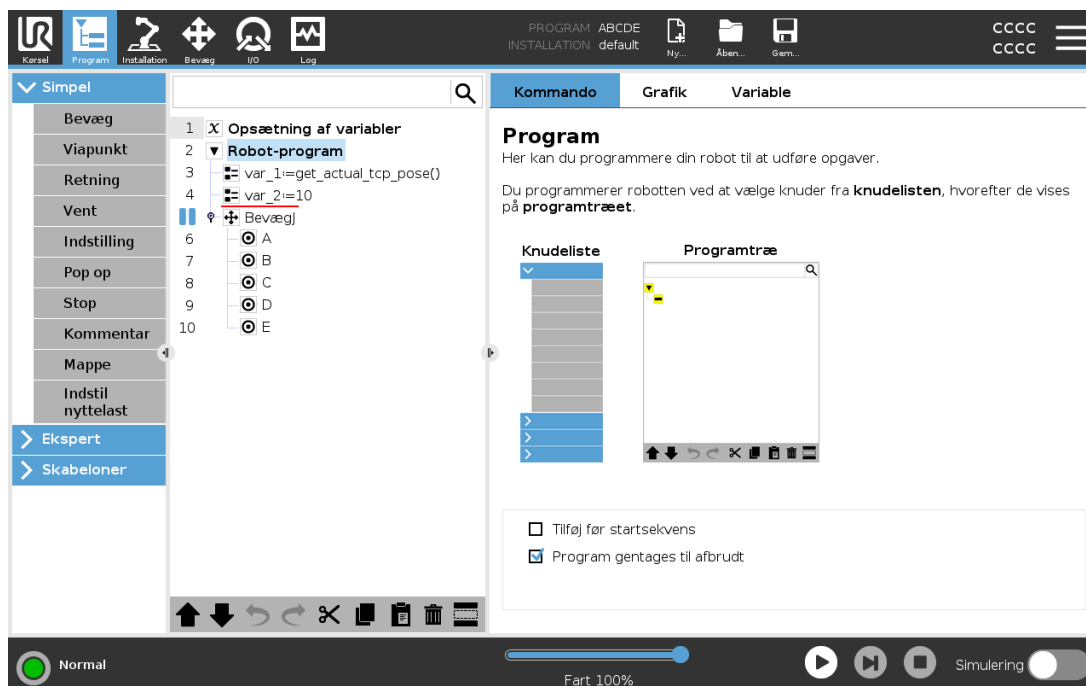 UR
Kørsel
Program
Installation
Bevæg
I/O
Log
PROGRAM ABCDE
INSTALLATION default
Ny...
Åben...
Gem...
CCCC
CCCC
Simpel
Bevæg
Viapunkt
Retning
Vent
Indstilling
Pop op
Stop
Kommentar
Mappe
Indstil
nyttelast
Ekspert
Skabeloner
1 X Opsætning af variabler
2 Robot-program
3 var_1:=get_actual_tcp_pose()
4 var_2:=10
BevægJ
6 A
7 B
8 C
9 D
10 E
Kommando Grafik Variable
Program
Her kan du programmere din robot til at udføre opgaver.
Du programmerer robotten ved at vælge knuder fra knudelisten, hvorefter de vises
på programtræet.
Knudeliste
Programtræ
Tilføj før startsekvens
Program gentages til afbrudt
Normal
Fart 100%
Simulering